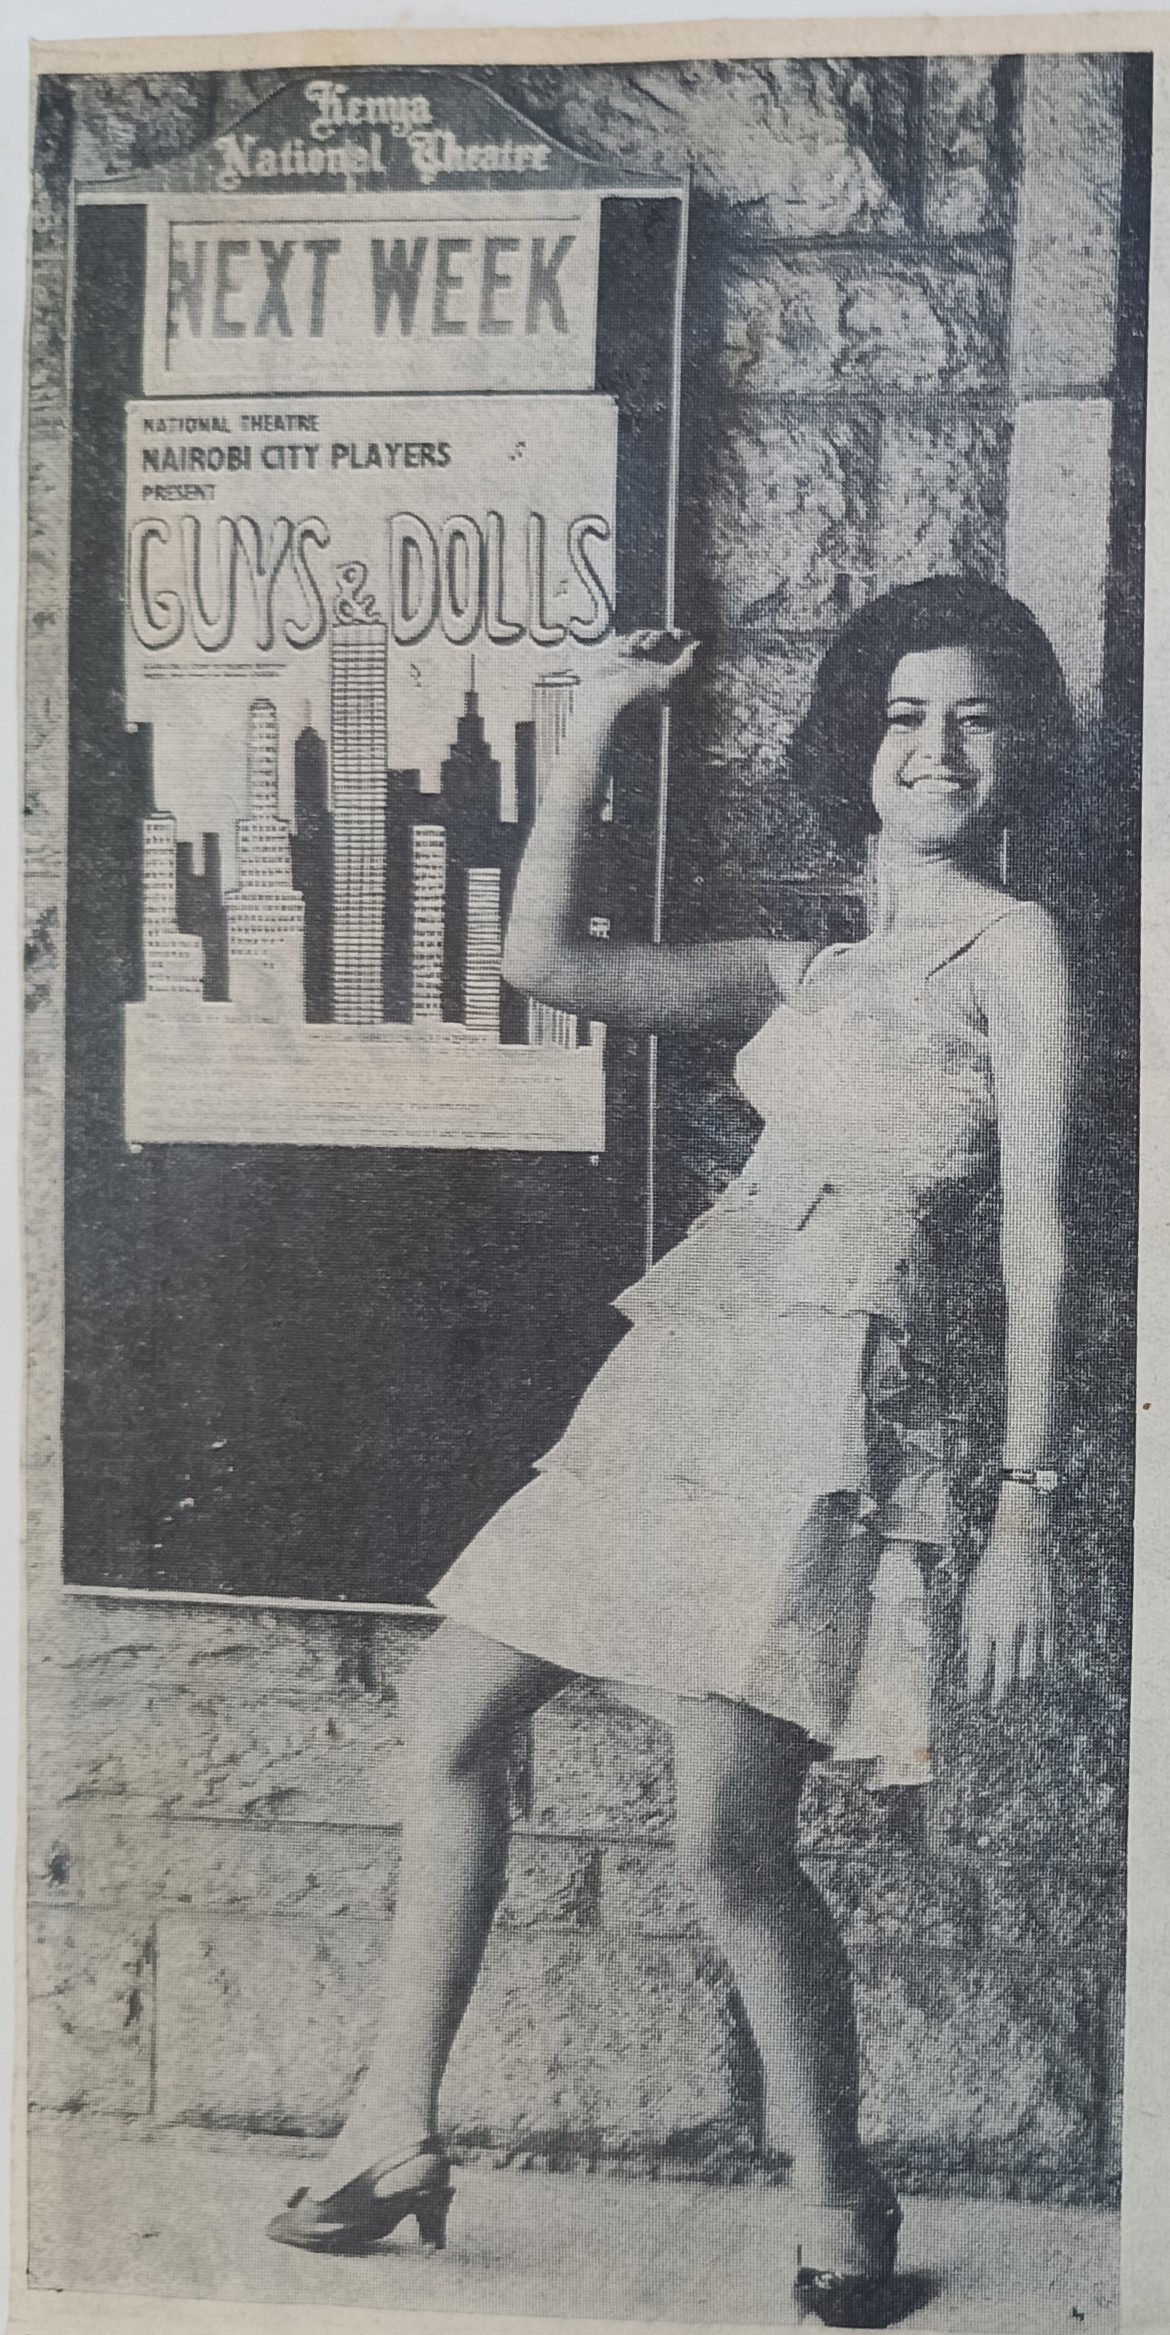 Kenya
National Theatre
NEXT WEEK
NATIONAL THEATRE
NAIROBI CITY PLAYERS
PRESENT
GUYS & DOLLS